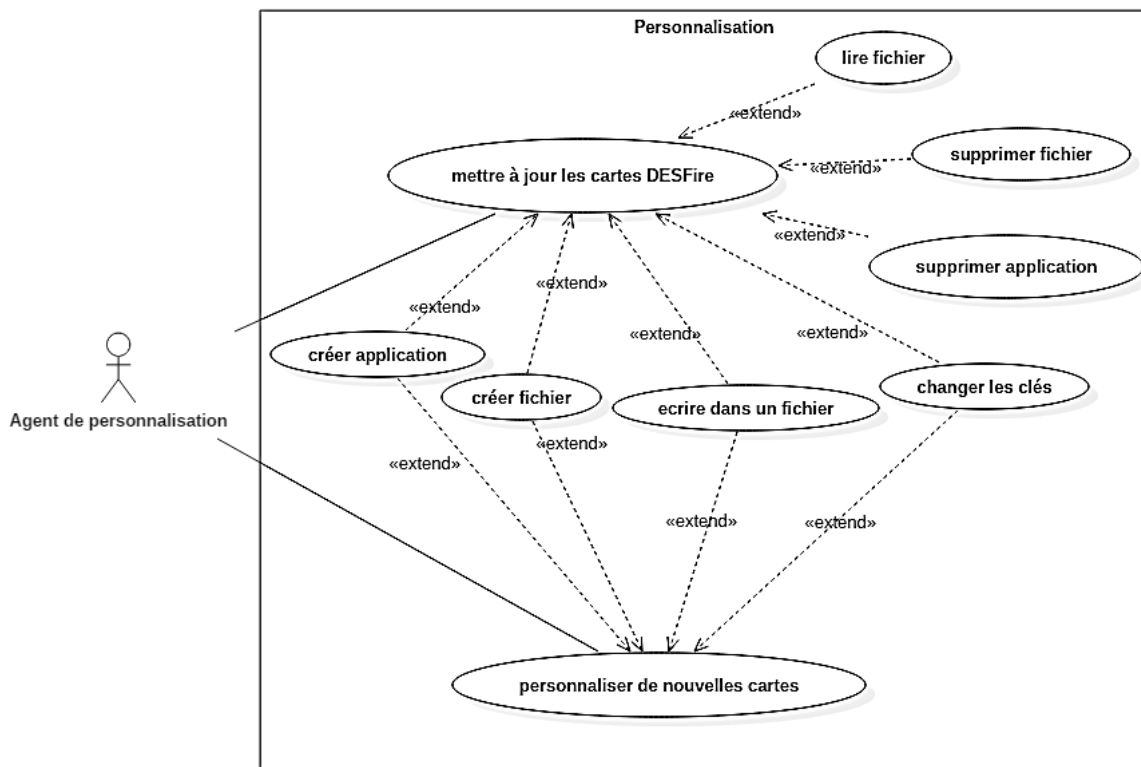 Personnalisation
lire fichier
«extend»
supprimer fichier
«extend»
mettre à jour les cartes DESFire
«extend»
supprimer application
«extend»
«extend»
«extend»
«extend»
créer application
créer fichier
ecrire dans un fichier
changer les clés
Agent de personnalisation
«extend»
«extend»
«extend»
«extend»
personnaliser de nouvelles cartes